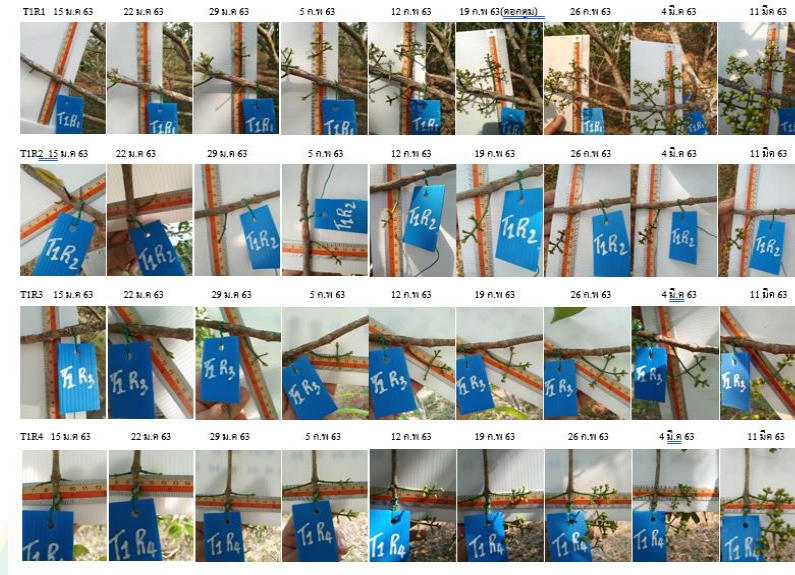 T1R1 15 ม.ค 63 22 ม.ค 63 29 ม.ค 63 5 ก.พ 63 12 ก.พ 63 19 ก.พ 63(ดอกตูม) 26 ก.พ 63 4 มี.ค 63 11 มีค 63
T1R1 T1R1 T1R1 T1R1 T1R1 T1R1 T1R1
T1R2 15 ม.ค 63 22 ม.ค 63 29 ม.ค 63 5 ก.พ 63 12 ก.พ 63 19 ก.พ 63 26 ก.พ 63 4 มี.ค 63 11 มีค 63
T1R2 T1R2 T1R2 T1R2 T1R2 T1R2 T1R2 T1R2 T1R2
T1R3 15 ม.ค 63 22 ม.ค 63 29 ม.ค 63 5 ก.พ 63 12 ก.พ 63 19 ก.พ 63 26 ก.พ 63 4 มี.ค 63 11 มีค 63
T1R3 T1R3 T1R3 T1R3 T1R3 T1R3 T1R3 T1R3 T1R3
T1R4 15 ม.ค 63 22 ม.ค 63 29 ม.ค 63 5 ก.พ 63 12 ก.พ 63 19 ก.พ 63 26 ก.พ 63 4 มี.ค 63 11 มีค 63
T1R4 T1R4 T1R4 T1R4 T1R4 T1R4 T1R4 T1R4 T1R4